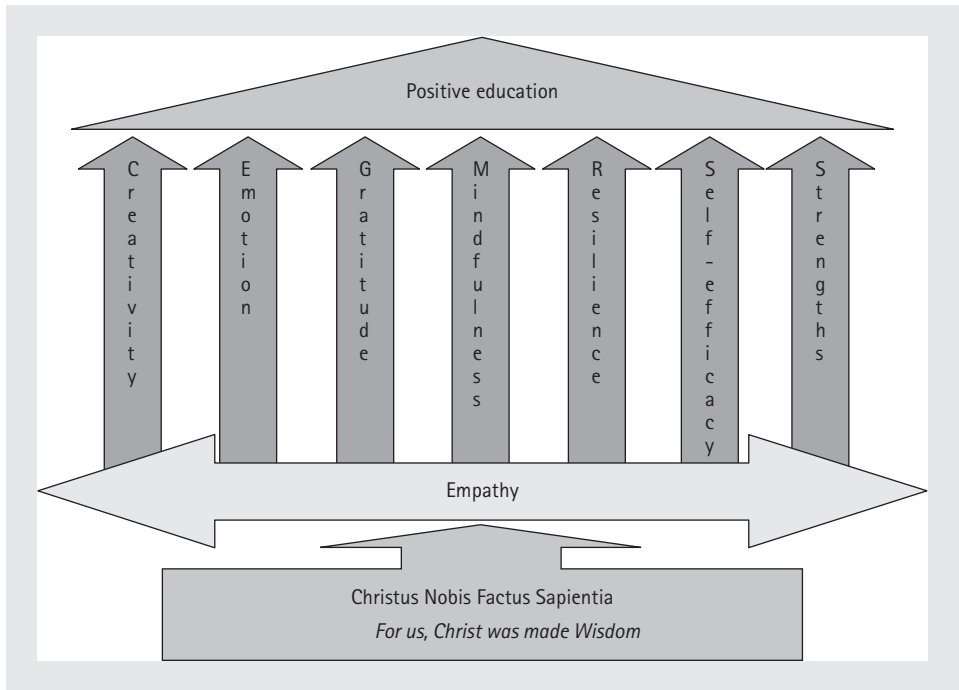 Positive education
Creativity
Emotion
Gratitude
Mindfulness
Resilience
Self-efficacy
Strengths
Empathy
Christus Nobis Factus Sapientia
For us, Christ was made Wisdom